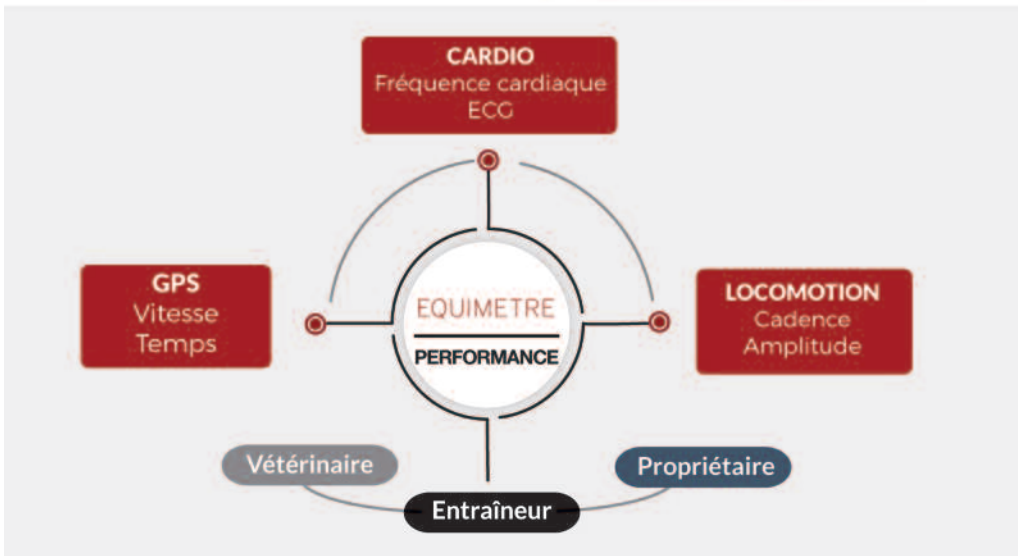 CARDIO
Fréquence cardiaque
ECG
GPS
Vitesse
Temps
EQUIMETRE
PERFORMANCE
LOCOMOTION
Cadence
Amplitude
Vétérinaire
Propriétaire
Entraîneur